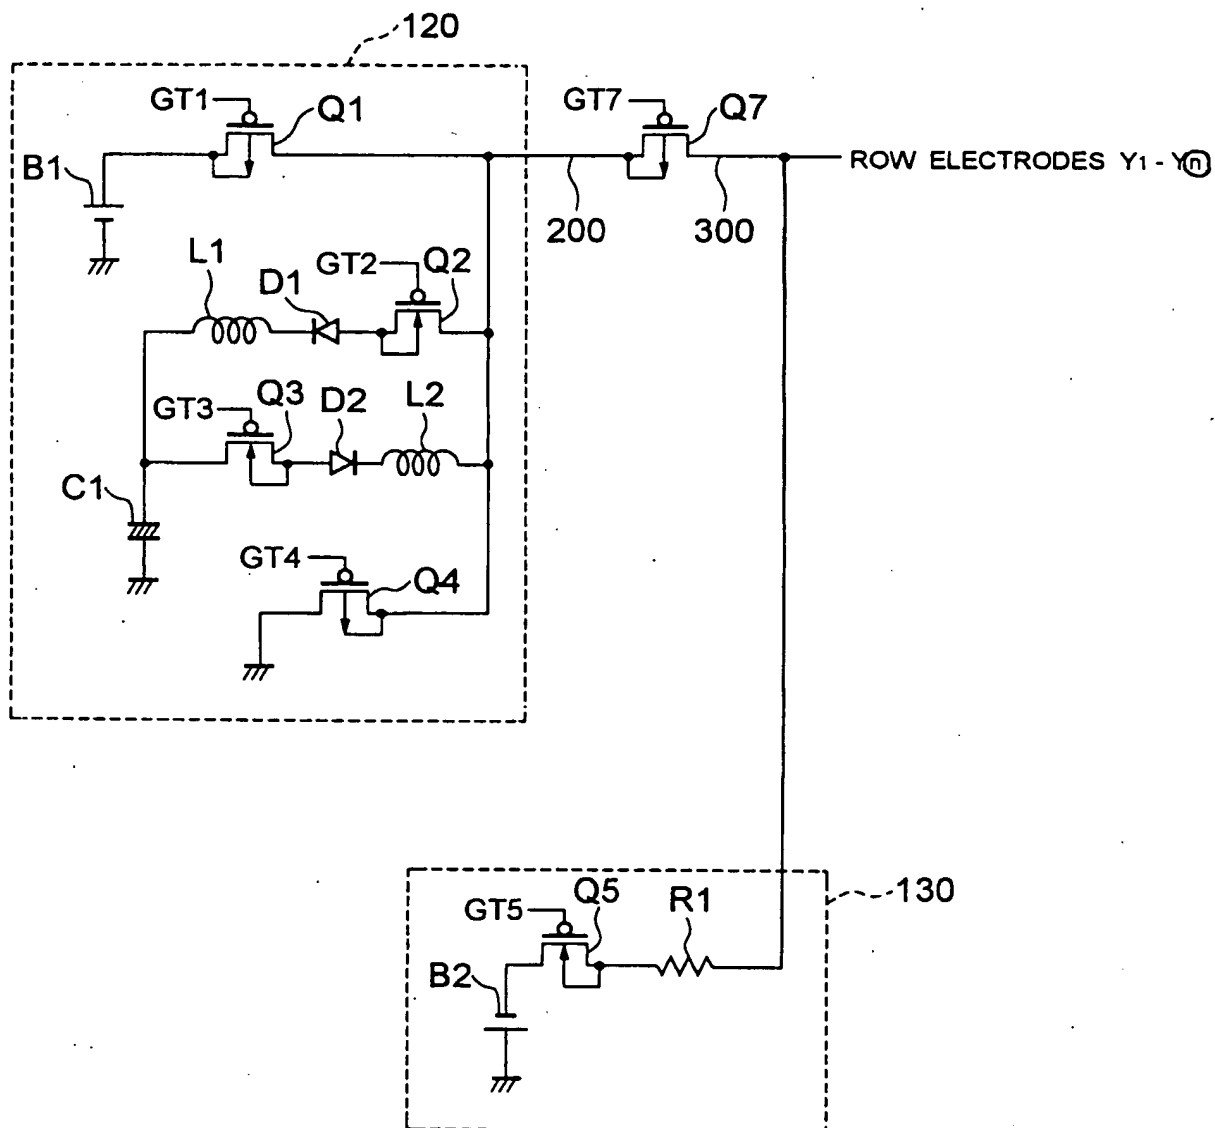 120
GT1
Q1
GT7
Q7
B1
ROW ELECTRODES Y1 - Yn
200
300
L1
D1
GT2
Q2
GT3
Q3
D2
L2
C1
GT4
Q4
130
GT5
Q5
R1
B2